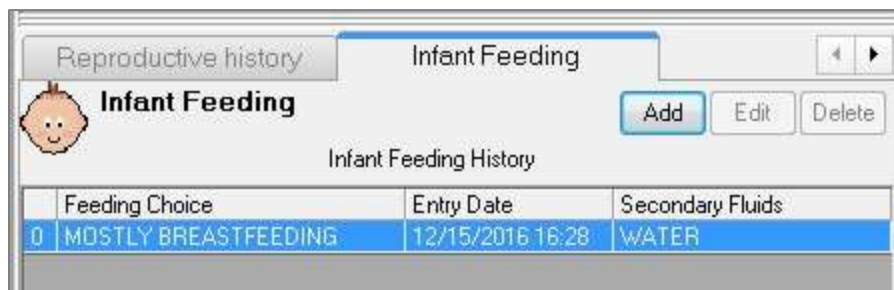 Reproductive history Infant Feeding
Infant Feeding Add Edit Delete
Infant Feeding History
Feeding Choice Entry Date Secondary Fluids
0 MOSTLY BREASTFEEDING 12/15/2016 16:28 WATER